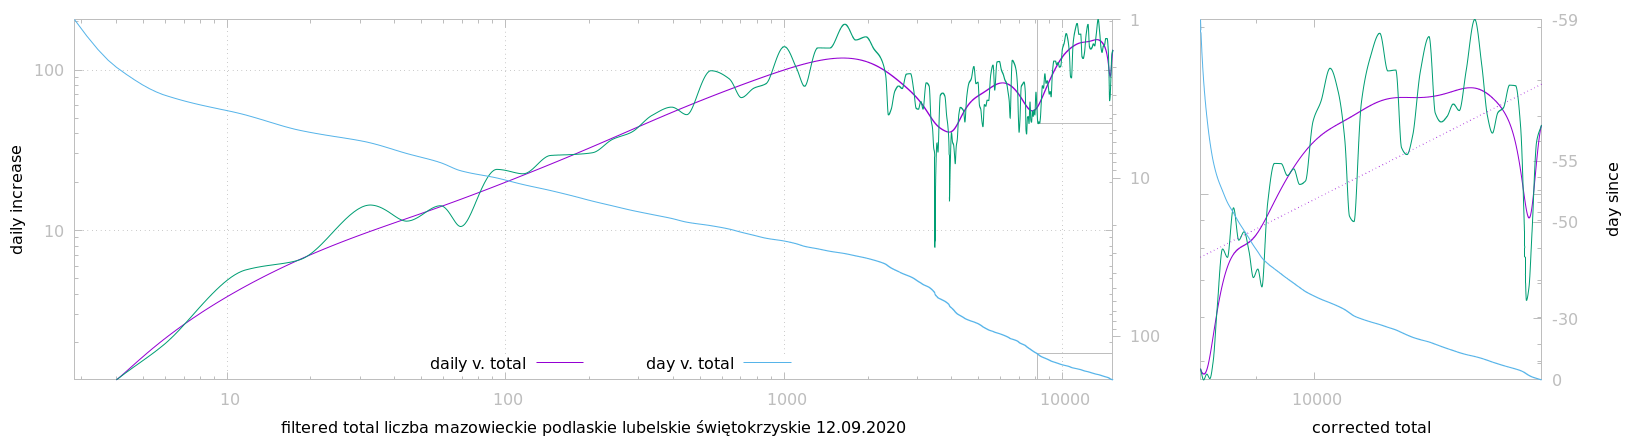 daily increase
100
10
daily v. total
day v. total
1
10
100
10
100
1000
10000
filtered total liczba mazowieckie podlaskie lubelskie świętokrzyskie 12.09.2020
-59
-55
-50
-30
0
day since
10000
corrected total